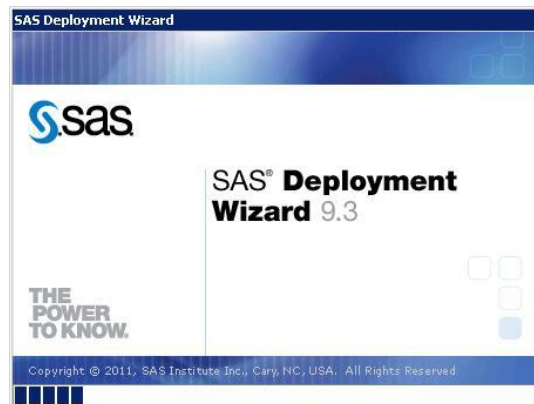 SAS Deployment Wizard
sas
SAS® Deployment
Wizard 9.3
THE
POWER
TO KNOW.
Copyright © 2011, SAS Institute Inc., Cary, NC, USA. All Rights Reserved